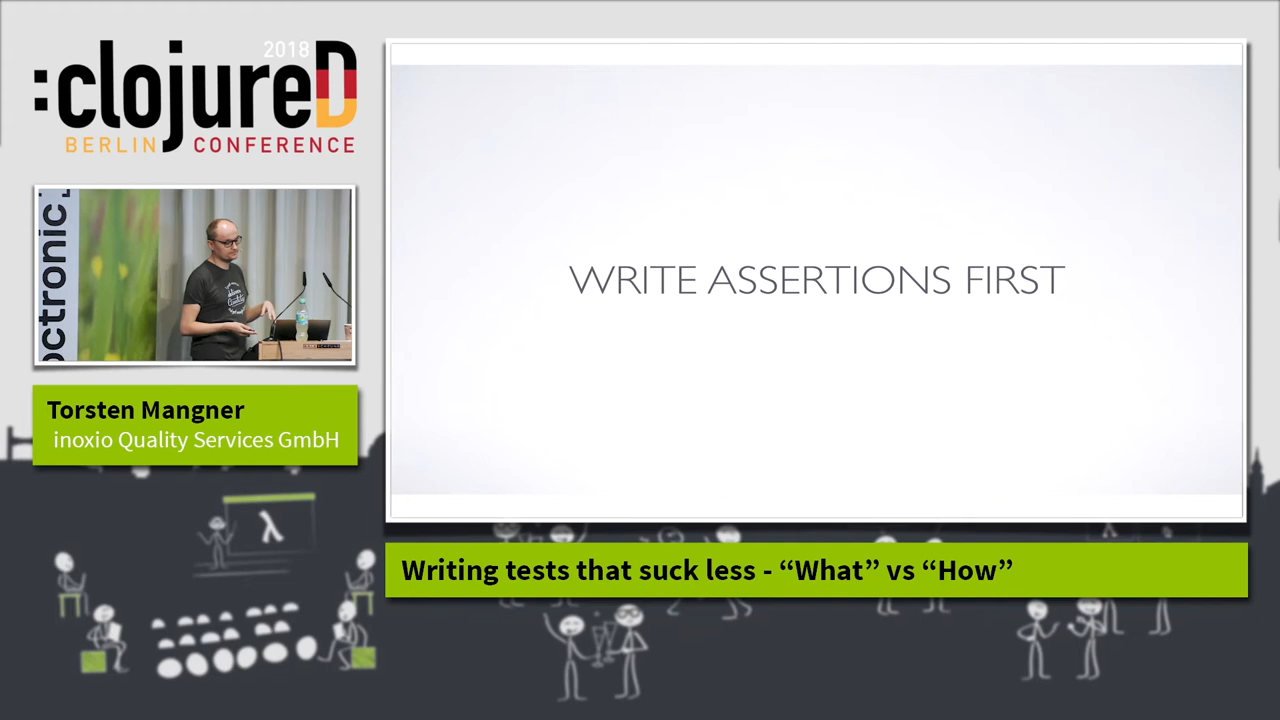 2018
:clojureD
BERLIN CONFERENCE
WRITE ASSERTIONS FIRST
ctronic
Torsten Mangner
inoxio Quality Services GmbH
λ
Writing tests that suck less - “What” vs “How”